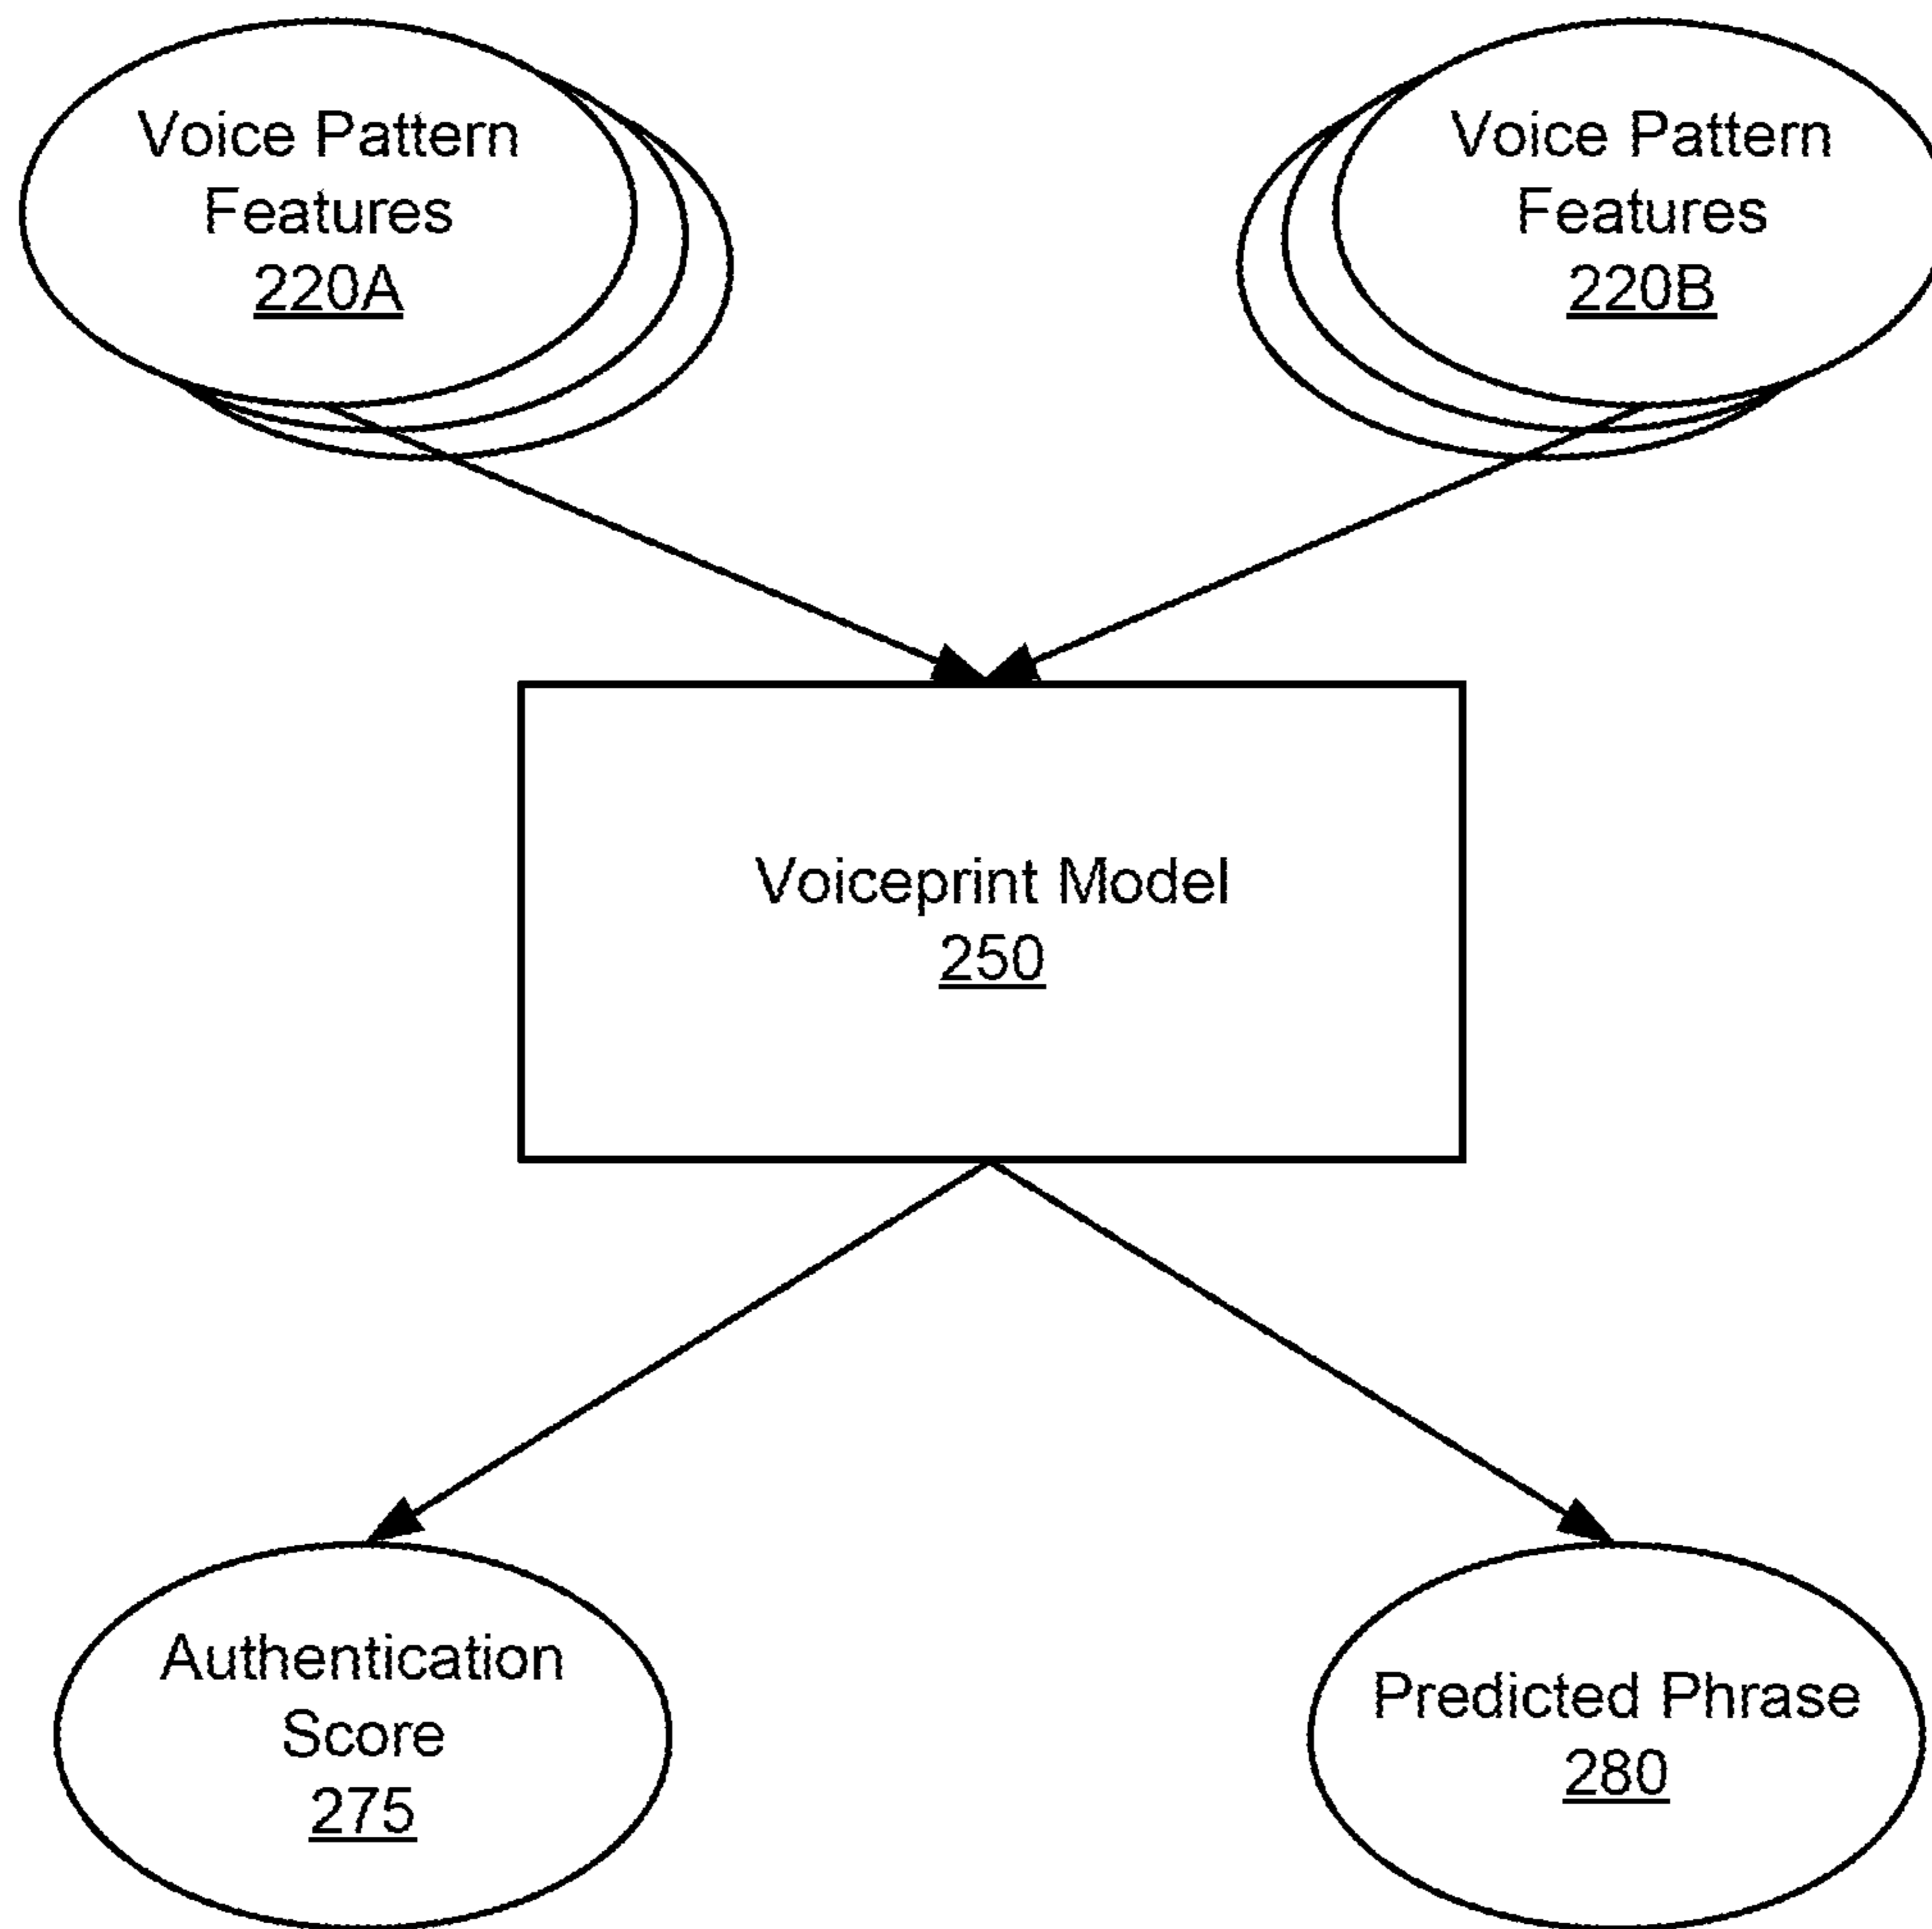 Voice Pattern
Features
220A
Voice Pattern
Features
220B
Voiceprint Model
250
Authentication
Score
275
Predicted Phrase
280